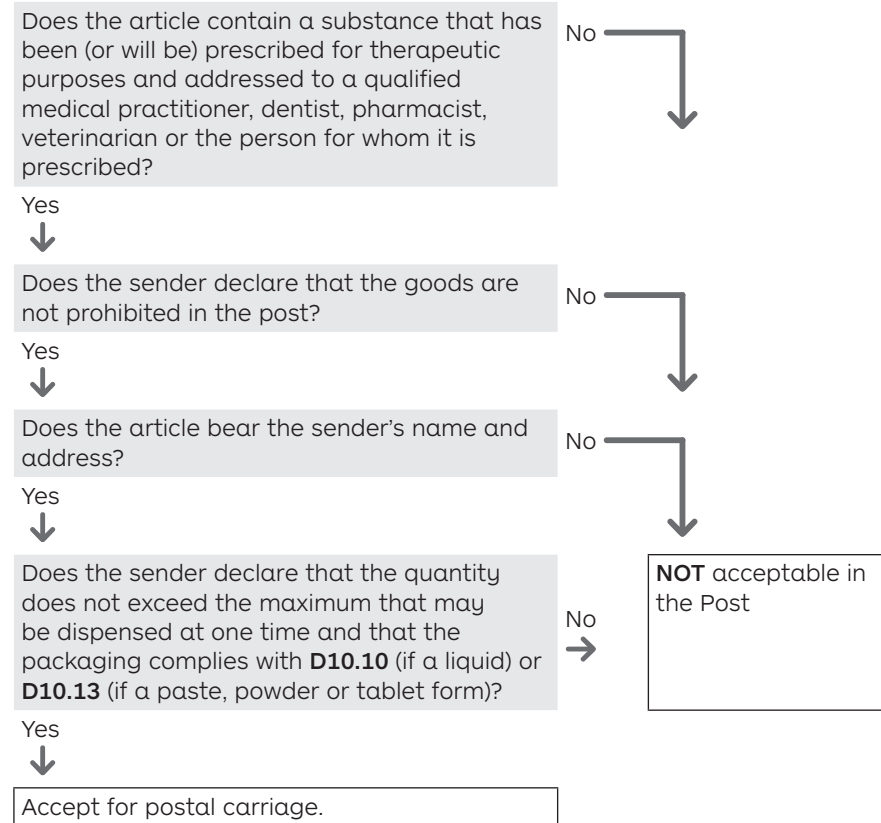 Does the article contain a substance that has
been (or will be) prescribed for therapeutic
purposes and addressed to a qualified
medical practitioner, dentist, pharmacist,
veterinarian or the person for whom it is
prescribed?
No
Yes
Does the sender declare that the goods are
not prohibited in the post?
No
Yes
Does the article bear the sender’s name and
address?
No
Yes
Does the sender declare that the quantity
does not exceed the maximum that may
be dispensed at one time and that the
packaging complies with D10.10 (if a liquid) or
D10.13 (if a paste, powder or tablet form)?
No
NOT acceptable in
the Post
Yes
Accept for postal carriage.